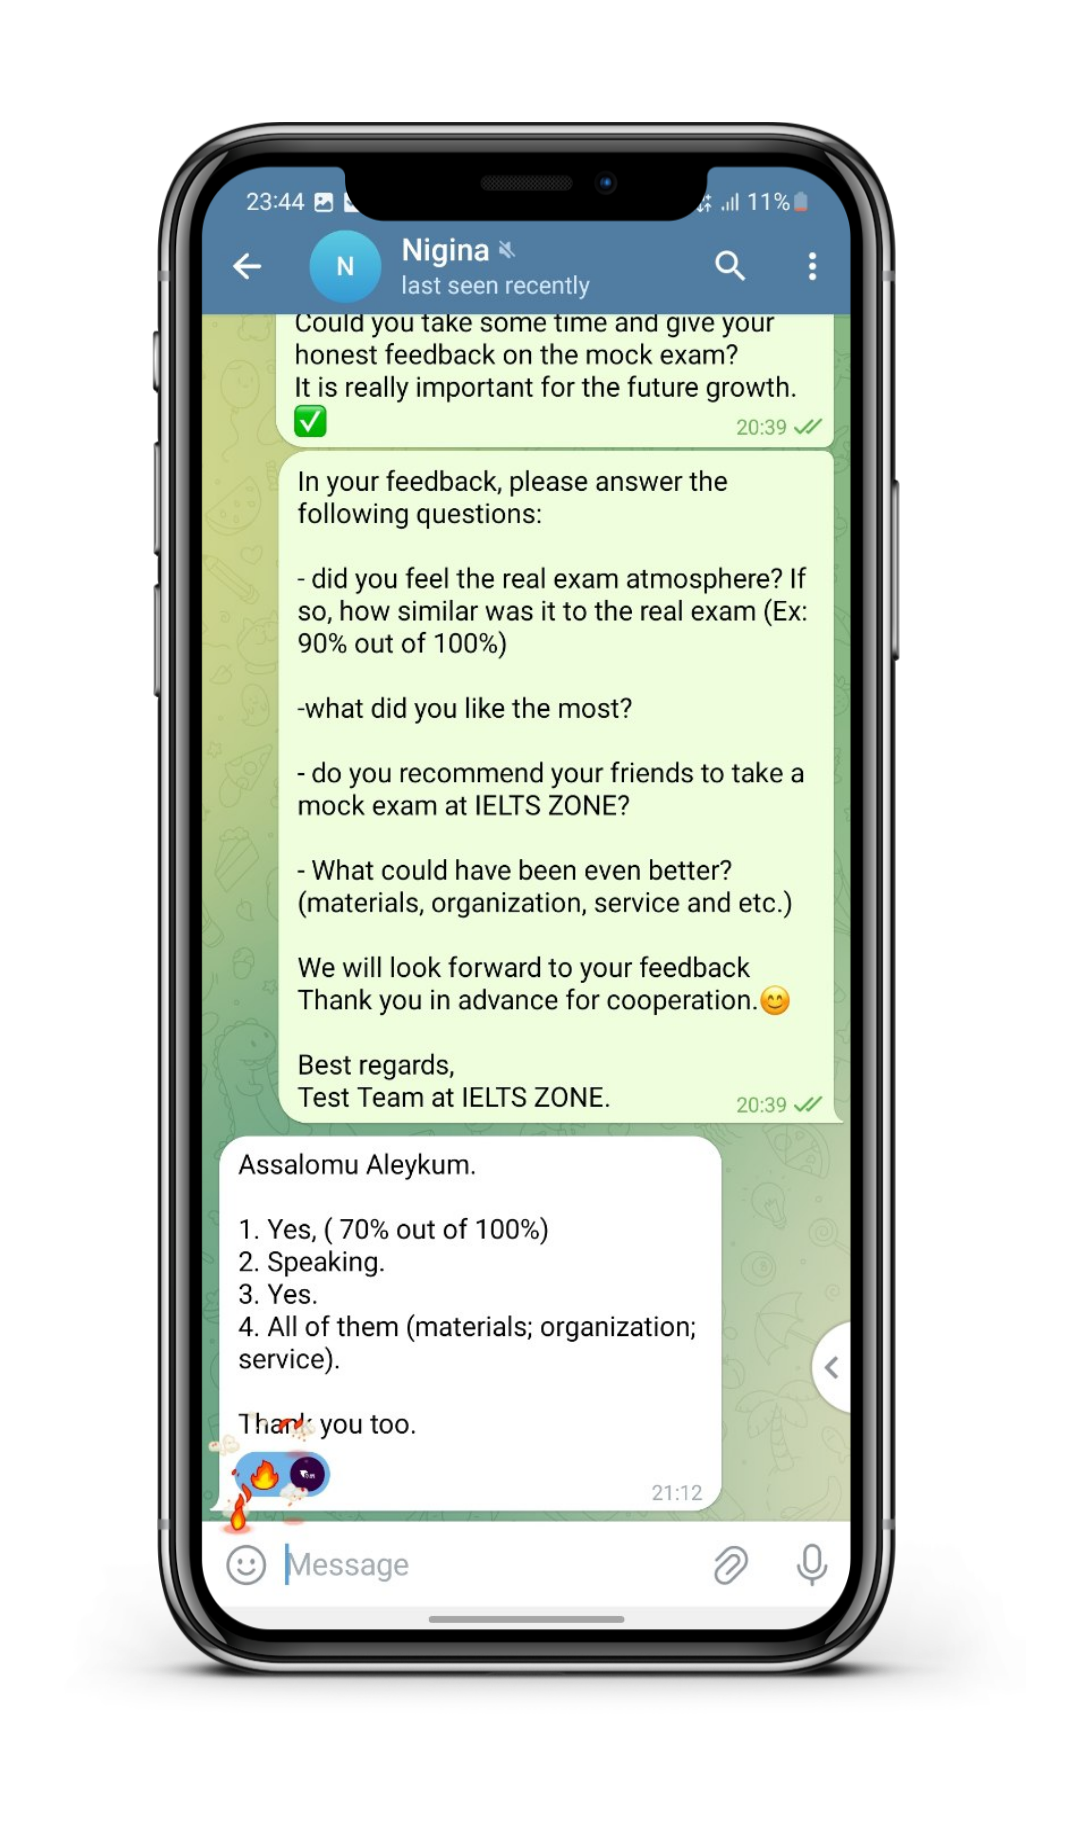 23:44
11%
N
Nigina
last seen recently
Could you take some time and give your
honest feedback on the mock exam?
It is really important for the future growth.
✅
20:39
In your feedback, please answer the
following questions:
- did you feel the real exam atmosphere? If
so, how similar was it to the real exam (Ex:
90% out of 100%)
-what did you like the most?
- do you recommend your friends to take a
mock exam at IELTS ZONE?
- What could have been even better?
(materials, organization, service and etc.)
We will look forward to your feedback
Thank you in advance for cooperation.😊
Best regards,
Test Team at IELTS ZONE.
20:39
Assalomu Aleykum.
1. Yes, ( 70% out of 100%)
2. Speaking.
3. Yes.
4. All of them (materials; organization;
service).
Thank you too.
🔥
21:12
Message